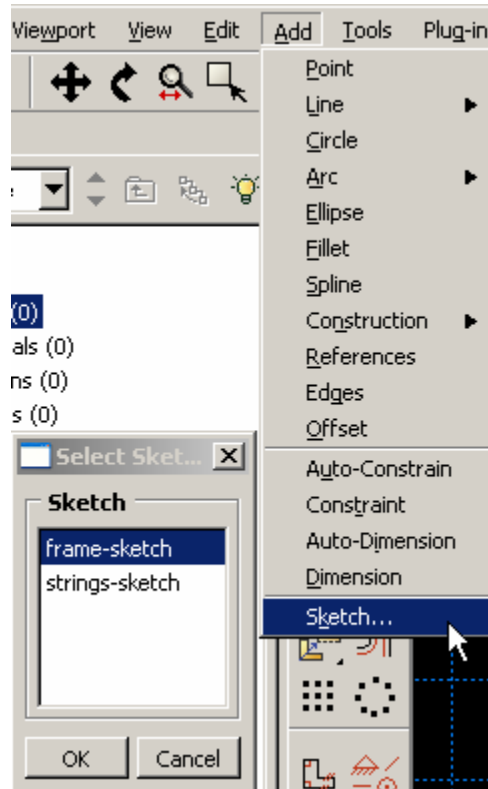 Viewport View Edit Add Tools Plug-in
Point
Line
Circle
Arc
Ellipse
Fillet
Spline
(0)
Construction
als (0)
References
ns (0)
Edges
s (0)
Offset
Select Sket...
Auto-Constrain
Sketch
Constraint
frame-sketch
Auto-Dimension
strings-sketch
Dimension
Sketch...
OK Cancel